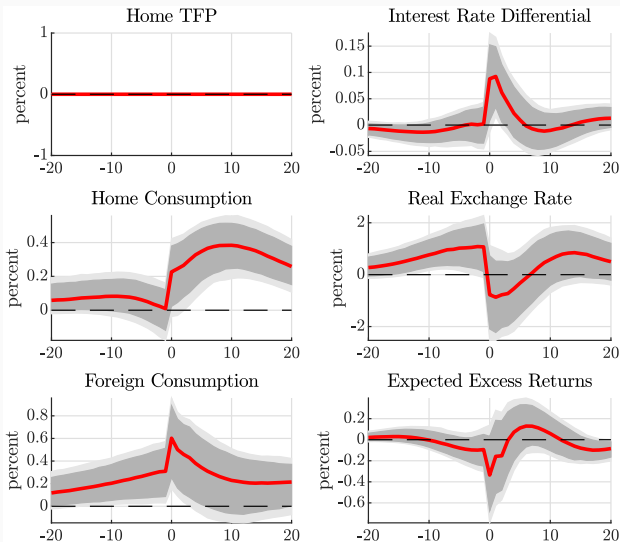 Home TFP
1
0
-1
percent
-20 -10 0 10 20
Interest Rate Differential
0.15
0.1
0.05
0
-0.05
percent
-20 -10 0 10 20
Home Consumption
0.4
0.2
0
percent
-20 -10 0 10 20
Real Exchange Rate
2
0
-2
percent
-20 -10 0 10 20
Foreign Consumption
0.8
0.6
0.4
0.2
0
percent
-20 -10 0 10 20
Expected Excess Returns
0.2
0
-0.2
-0.4
-0.6
percent
-20 -10 0 10 20